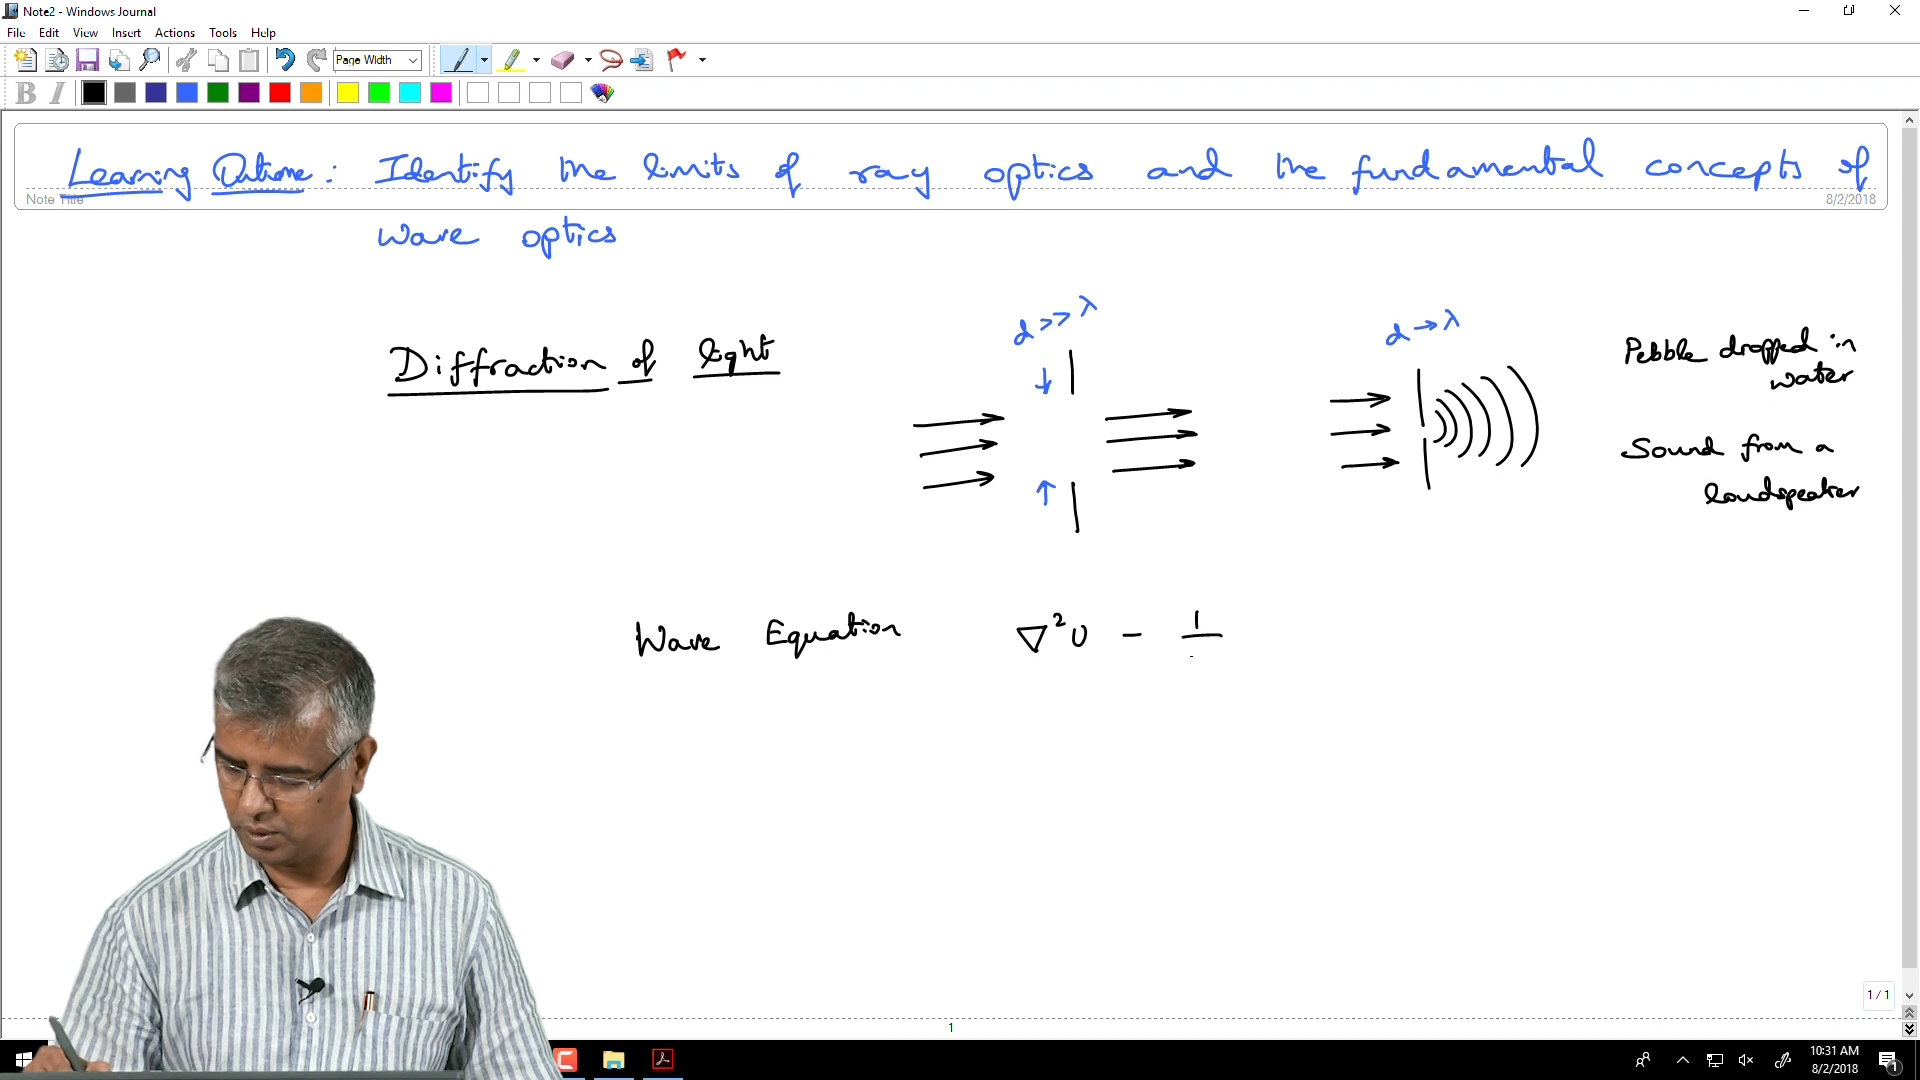 Note2 - Windows Journal
File Edit View Insert Actions Tools Help
Page Width
B I
Learning Outcome: Identify the limits of ray optics and the fundamental concepts of
Note Title 8/2/2018
wave optics
Diffraction of light
d >> λ
d → λ
Pebble dropped in
water
Sound from a
loudspeaker
Wave Equation ∇²U - 1
1 / 1
1
10:31 AM
8/2/2018
1